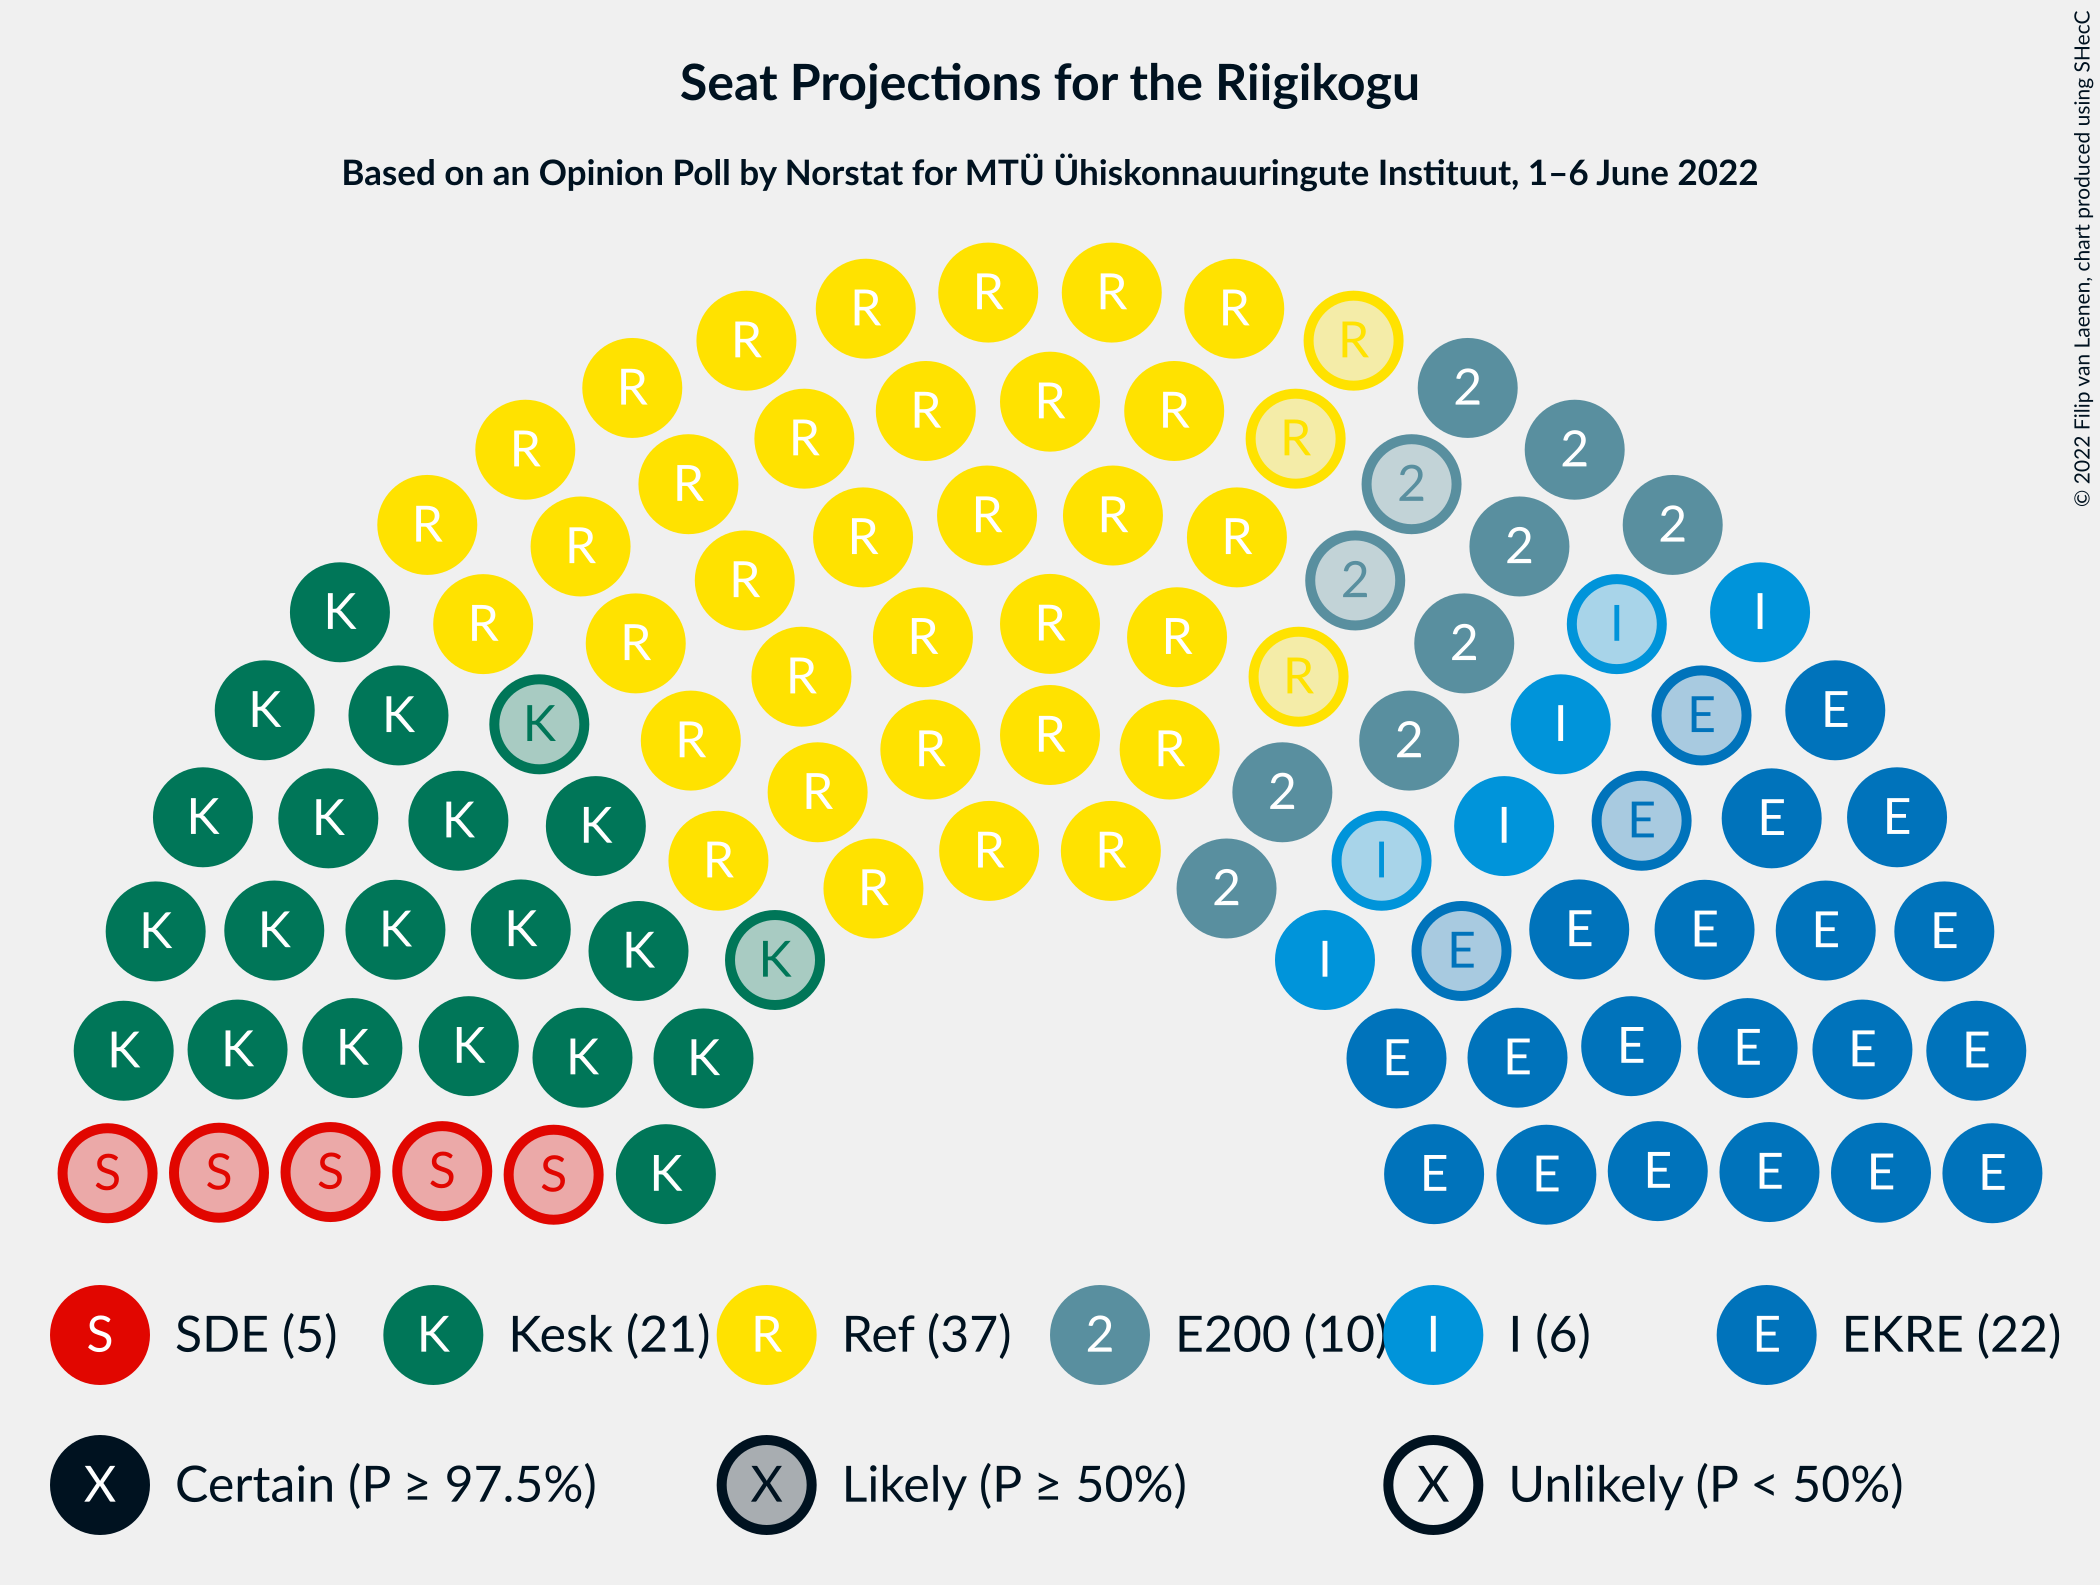 Seat Projections for the Riigikogu
Based on an Opinion Poll by Norstat for MTÜ Ühiskonnauuringute Instituut, 1–6 June 2022
© 2022 Filip van Laenen, chart produced using SHecC
R R R R
R R R
R R R R R 2
R R R R 2 2
R R R R R 2 2
R R R 2 2
K R R R R R 2 I I
K K K R R R R 2 I E E
K K K K R R R R R 2 I E E E
R R R R 2 I
K K K K K K I E E E E E
K K K K K K E E E E E E
S S S S S K E E E E E E
S SDE (5) K Kesk (21) R Ref (37) 2 E200 (10) I I (6) E EKRE (22)
X Certain (P ≥ 97.5%) X Likely (P ≥ 50%) X Unlikely (P < 50%)